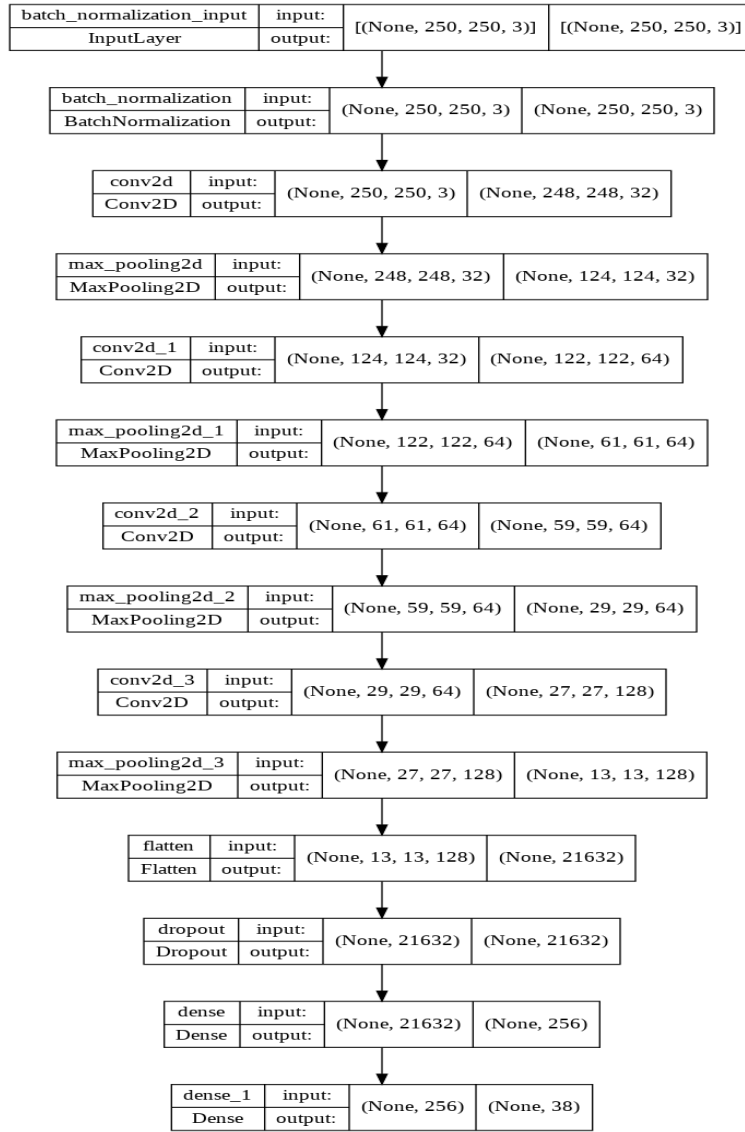 batch_normalization_input input: [(None, 250, 250, 3)] [(None, 250, 250, 3)]
InputLayer output:
batch_normalization input: (None, 250, 250, 3) (None, 250, 250, 3)
BatchNormalization output:
conv2d input: (None, 250, 250, 3) (None, 248, 248, 32)
Conv2D output:
max_pooling2d input: (None, 248, 248, 32) (None, 124, 124, 32)
MaxPooling2D output:
conv2d_1 input: (None, 124, 124, 32) (None, 122, 122, 64)
Conv2D output:
max_pooling2d_1 input: (None, 122, 122, 64) (None, 61, 61, 64)
MaxPooling2D output:
conv2d_2 input: (None, 61, 61, 64) (None, 59, 59, 64)
Conv2D output:
max_pooling2d_2 input: (None, 59, 59, 64) (None, 29, 29, 64)
MaxPooling2D output:
conv2d_3 input: (None, 29, 29, 64) (None, 27, 27, 128)
Conv2D output:
max_pooling2d_3 input: (None, 27, 27, 128) (None, 13, 13, 128)
MaxPooling2D output:
flatten input: (None, 13, 13, 128) (None, 21632)
Flatten output:
dropout input: (None, 21632) (None, 21632)
Dropout output:
dense input: (None, 21632) (None, 256)
Dense output:
dense_1 input: (None, 256) (None, 38)
Dense output: